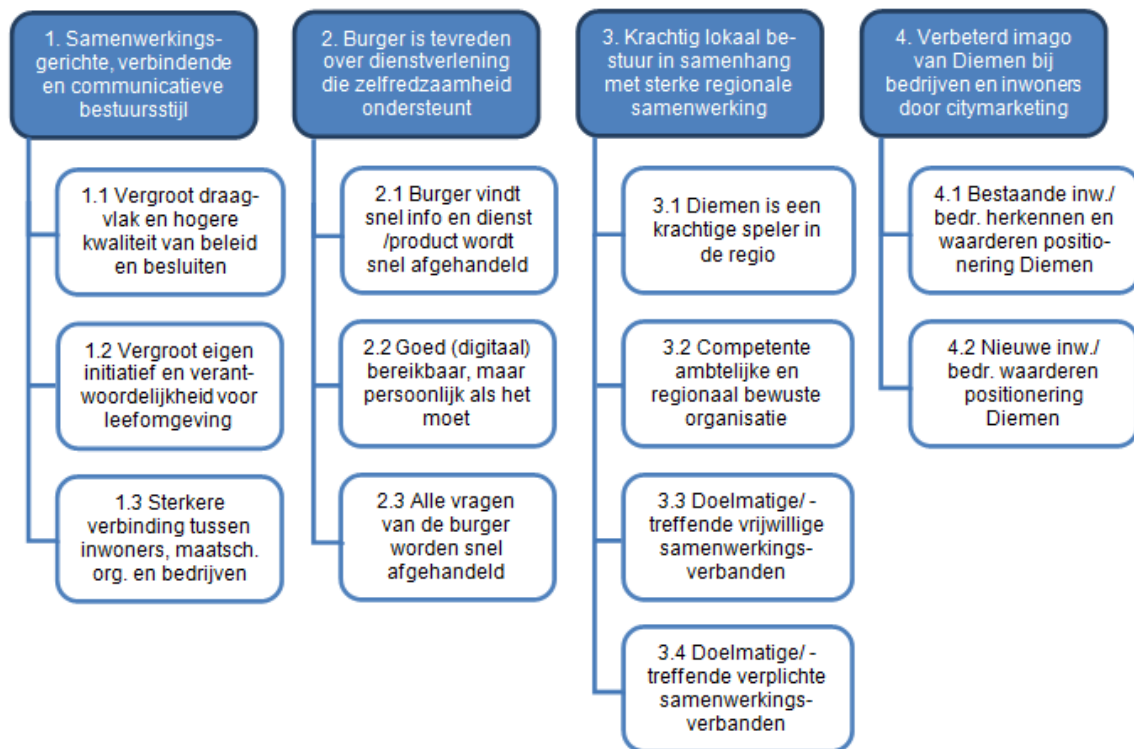 1. Samenwerkings-
gerichte, verbindende
en communicatieve
bestuursstijl
1.1 Vergroot draag-
vlak en hogere
kwaliteit van beleid
en besluiten
1.2 Vergroot eigen
initiatief en verant-
woordelijkheid voor
leefomgeving
1.3 Sterkere
verbinding tussen
inwoners, maatsch.
org. en bedrijven
2. Burger is tevreden
over dienstverlening
die zelfredzaamheid
ondersteunt
2.1 Burger vindt
snel info en dienst
/product wordt
snel afgehandeld
2.2 Goed (digitaal)
bereikbaar, maar
persoonlijk als het
moet
2.3 Alle vragen
van de burger
worden snel
afgehandeld
3. Krachtig lokaal be-
stuur in samenhang
met sterke regionale
samenwerking
3.1 Diemen is een
krachtige speler in
de regio
3.2 Competente
ambtelijke en
regionaal bewuste
organisatie
3.3 Doelmatige/ -
treffende vrijwillige
samenwerkings-
verbanden
3.4 Doelmatige/ -
treffende verplichte
samenwerkings-
verbanden
4. Verbeterd imago
van Diemen bij
bedrijven en inwoners
door citymarketing
4.1 Bestaande inw./
bedr. herkennen en
waarderen positio-
nering Diemen
4.2 Nieuwe inw./
bedr. waarderen
positionering
Diemen